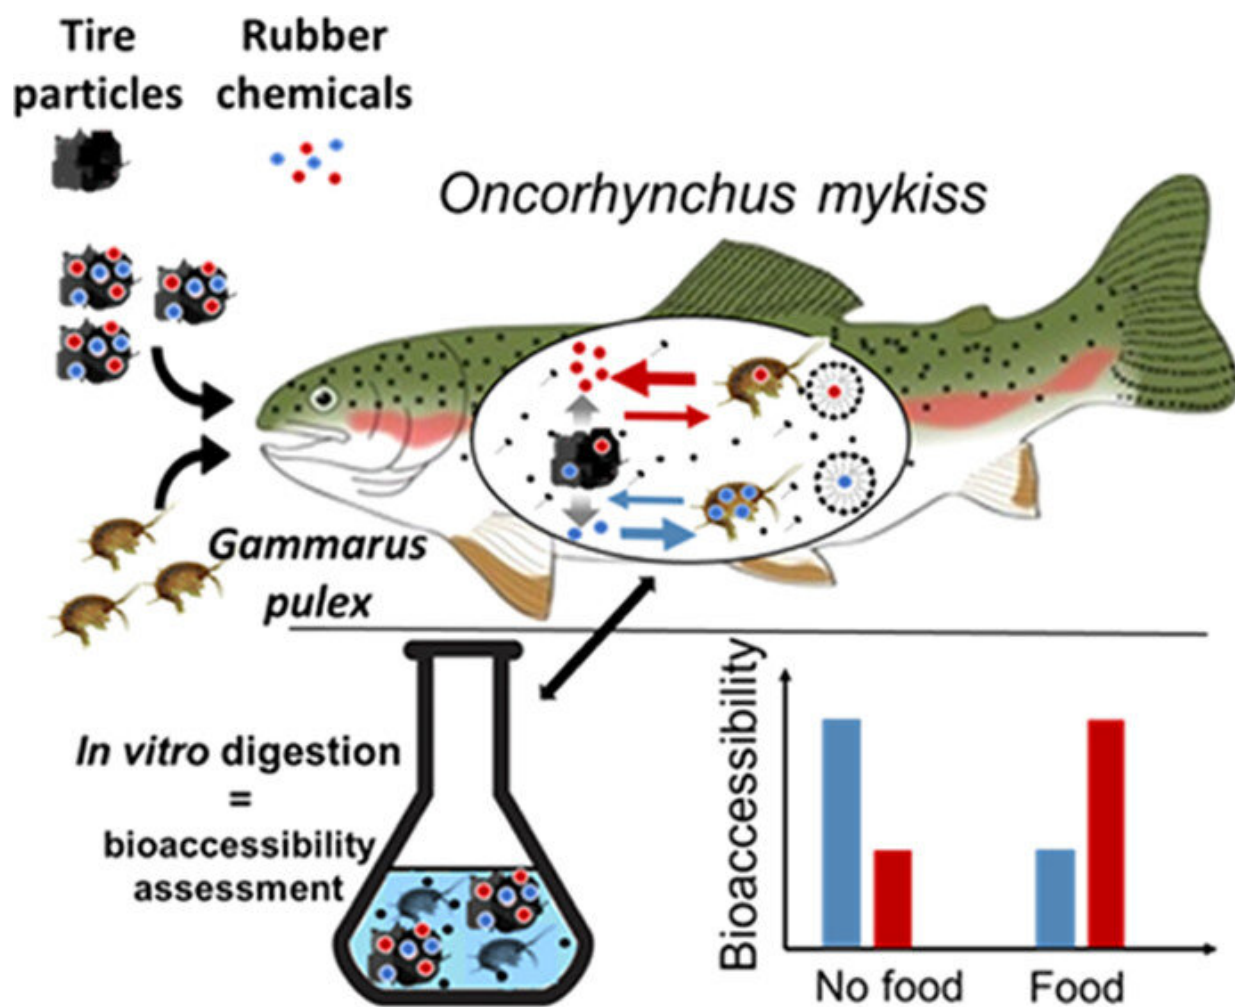 Tire
particles
Rubber
chemicals
Oncorhynchus mykiss
Gammarus
pulex
In vitro digestion
=
bioaccessibility
assessment
Bioaccessibility
No food
Food